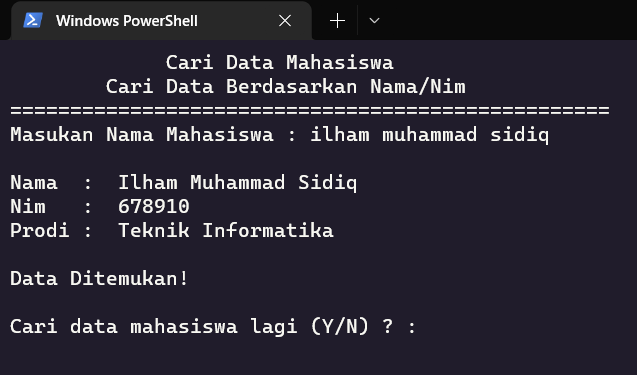 Windows PowerShell
Cari Data Mahasiswa
Cari Data Berdasarkan Nama/Nim
==================================================
Masukan Nama Mahasiswa : ilham muhammad sidiq
Nama  :  Ilham Muhammad Sidiq
Nim   :  678910
Prodi :  Teknik Informatika
Data Ditemukan!
Cari data mahasiswa lagi (Y/N) ? :